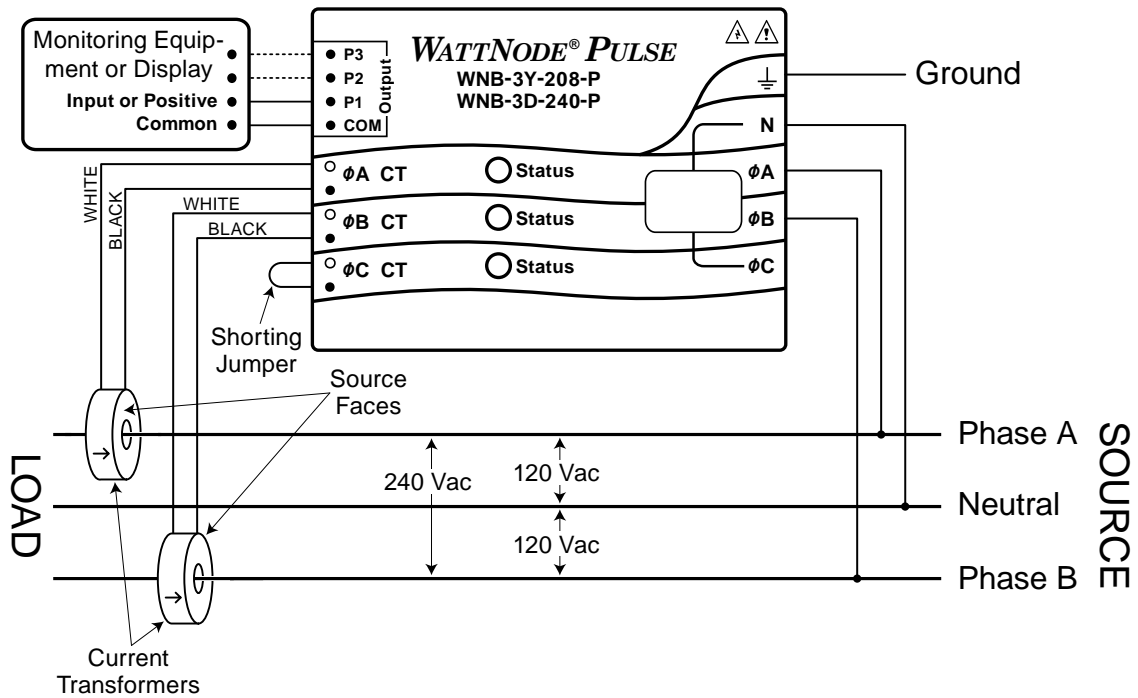 Monitoring Equip-
ment or Display
Input or Positive
Common
P3
P2
P1
COM
Output
WATTNODE® PULSE
WNB-3Y-208-P
WNB-3D-240-P
Ground
N
ϕA CT
Status
ϕA
ϕB CT
Status
ϕB
ϕC CT
Status
ϕC
WHITE
BLACK
WHITE
BLACK
Shorting
Jumper
Source
Faces
LOAD
240 Vac
120 Vac
120 Vac
Phase A
Neutral
Phase B
SOURCE
Current
Transformers